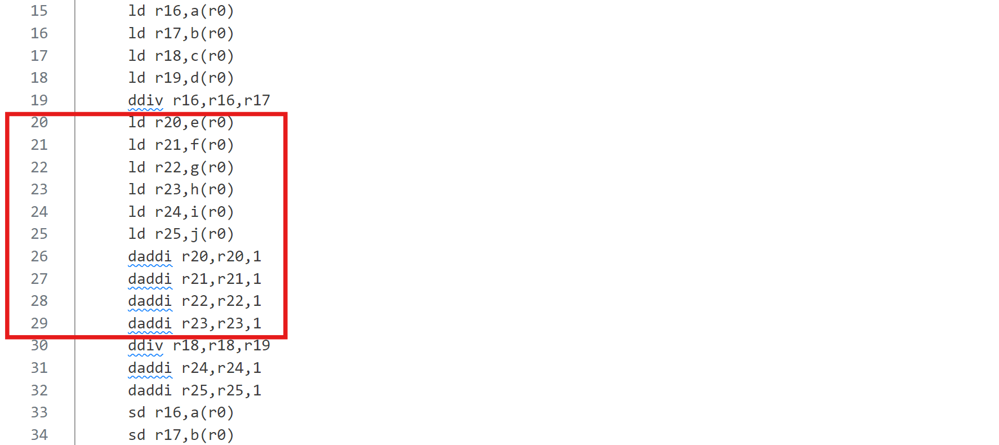 15 ld r16,a(r0)
16 ld r17,b(r0)
17 ld r18,c(r0)
18 ld r19,d(r0)
19 ddiv r16,r16,r17
20 ld r20,e(r0)
21 ld r21,f(r0)
22 ld r22,g(r0)
23 ld r23,h(r0)
24 ld r24,i(r0)
25 ld r25,j(r0)
26 daddi r20,r20,1
27 daddi r21,r21,1
28 daddi r22,r22,1
29 daddi r23,r23,1
30 ddiv r18,r18,r19
31 daddi r24,r24,1
32 daddi r25,r25,1
33 sd r16,a(r0)
34 sd r17,b(r0)